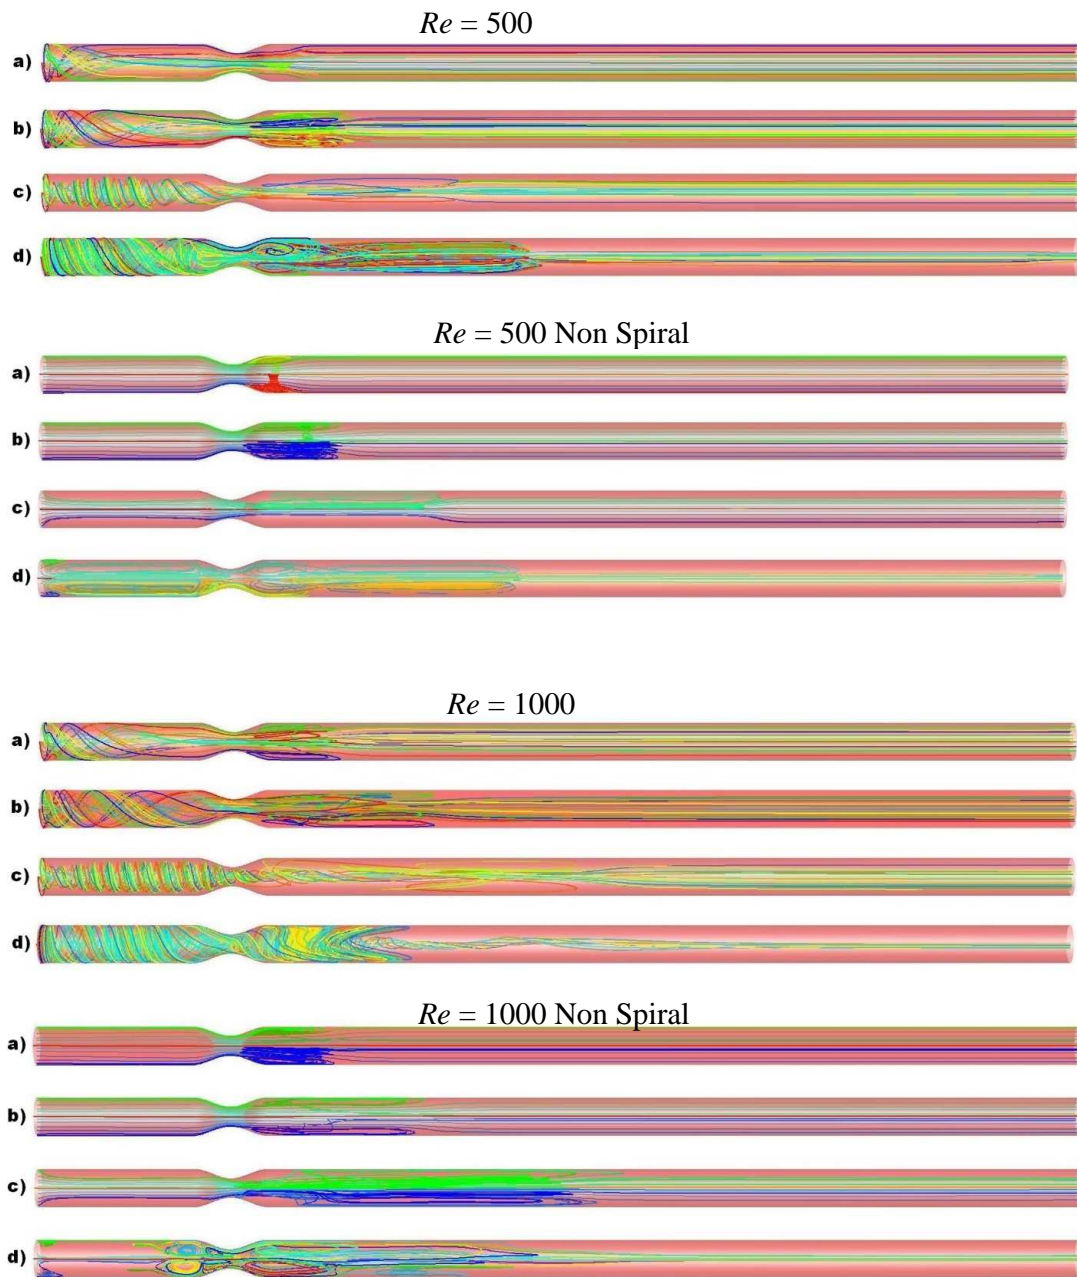 Re = 500
a)
b)
c)
d)
Re = 500 Non Spiral
a)
b)
c)
d)
Re = 1000
a)
b)
c)
d)
Re = 1000 Non Spiral
a)
b)
c)
d)